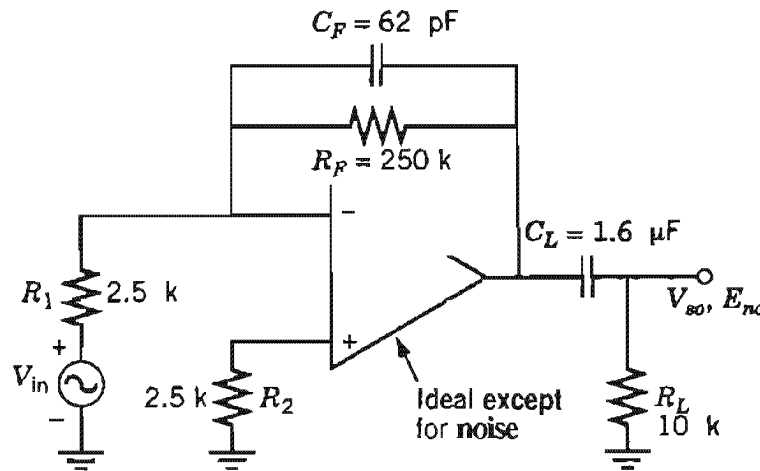 C_F = 62 pF
R_F = 250 k
−
C_L = 1.6 μF
R_1 2.5 k
+
V_in
−
+
2.5 k R_2
Ideal except
for noise
V_so, E_no
R_L
10 k